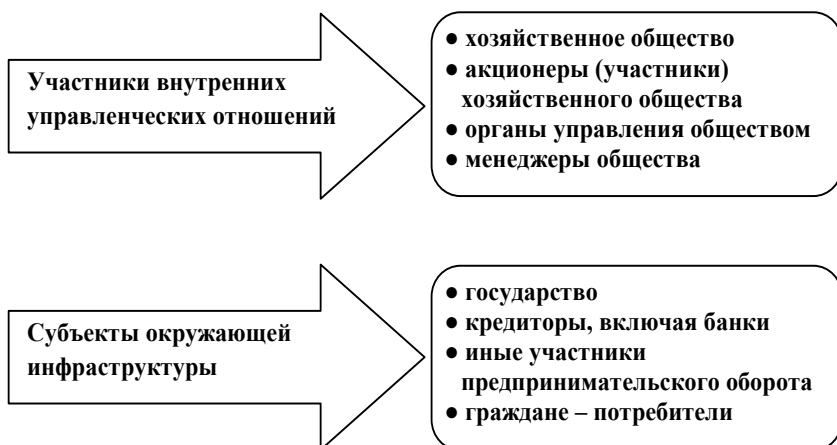 Участники внутренних
управленческих отношений
● хозяйственное общество
● акционеры (участники)
хозяйственного общества
● органы управления обществом
● менеджеры общества
Субъекты окружающей
инфраструктуры
● государство
● кредиторы, включая банки
● иные участники
предпринимательского оборота
● граждане – потребители